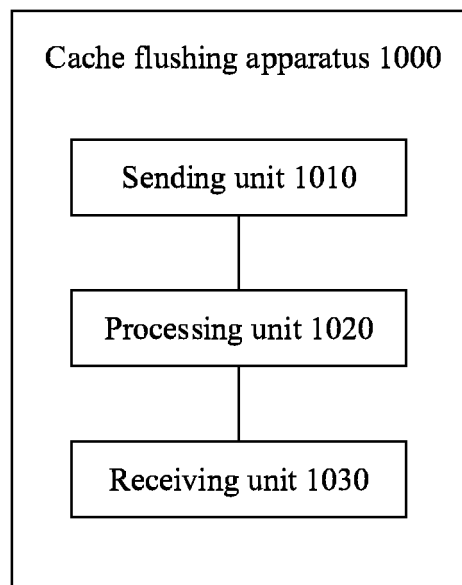 Cache flushing apparatus 1000
Sending unit 1010
Processing unit 1020
Receiving unit 1030